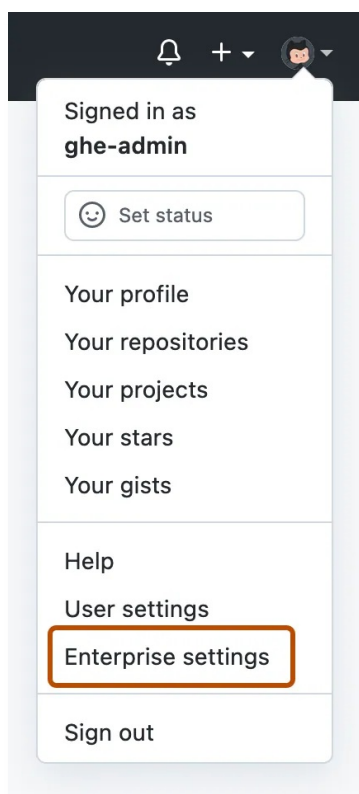 Signed in as
ghe-admin
Set status
Your profile
Your repositories
Your projects
Your stars
Your gists
Help
User settings
Enterprise settings
Sign out